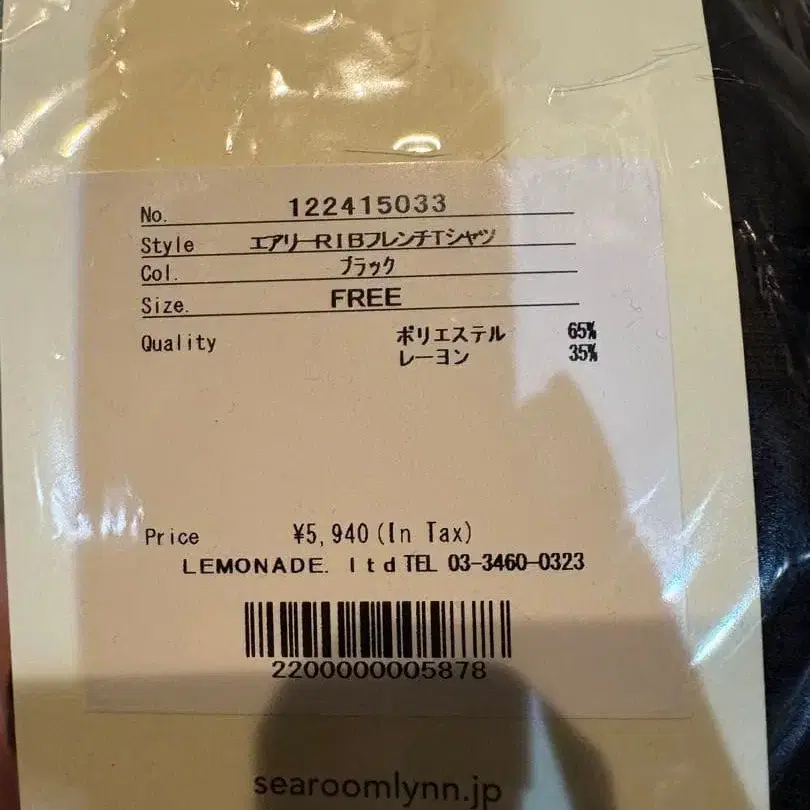 No. 122415033
Style エアリーRIBフレンチTシャツ
Col. ブラック
Size. FREE
Quality ポリエステル 65%
レーヨン 35%
Price ¥5,940(In Tax)
LEMONADE. ltd TEL 03-3460-0323
2200000005878
searoomlynn.jp